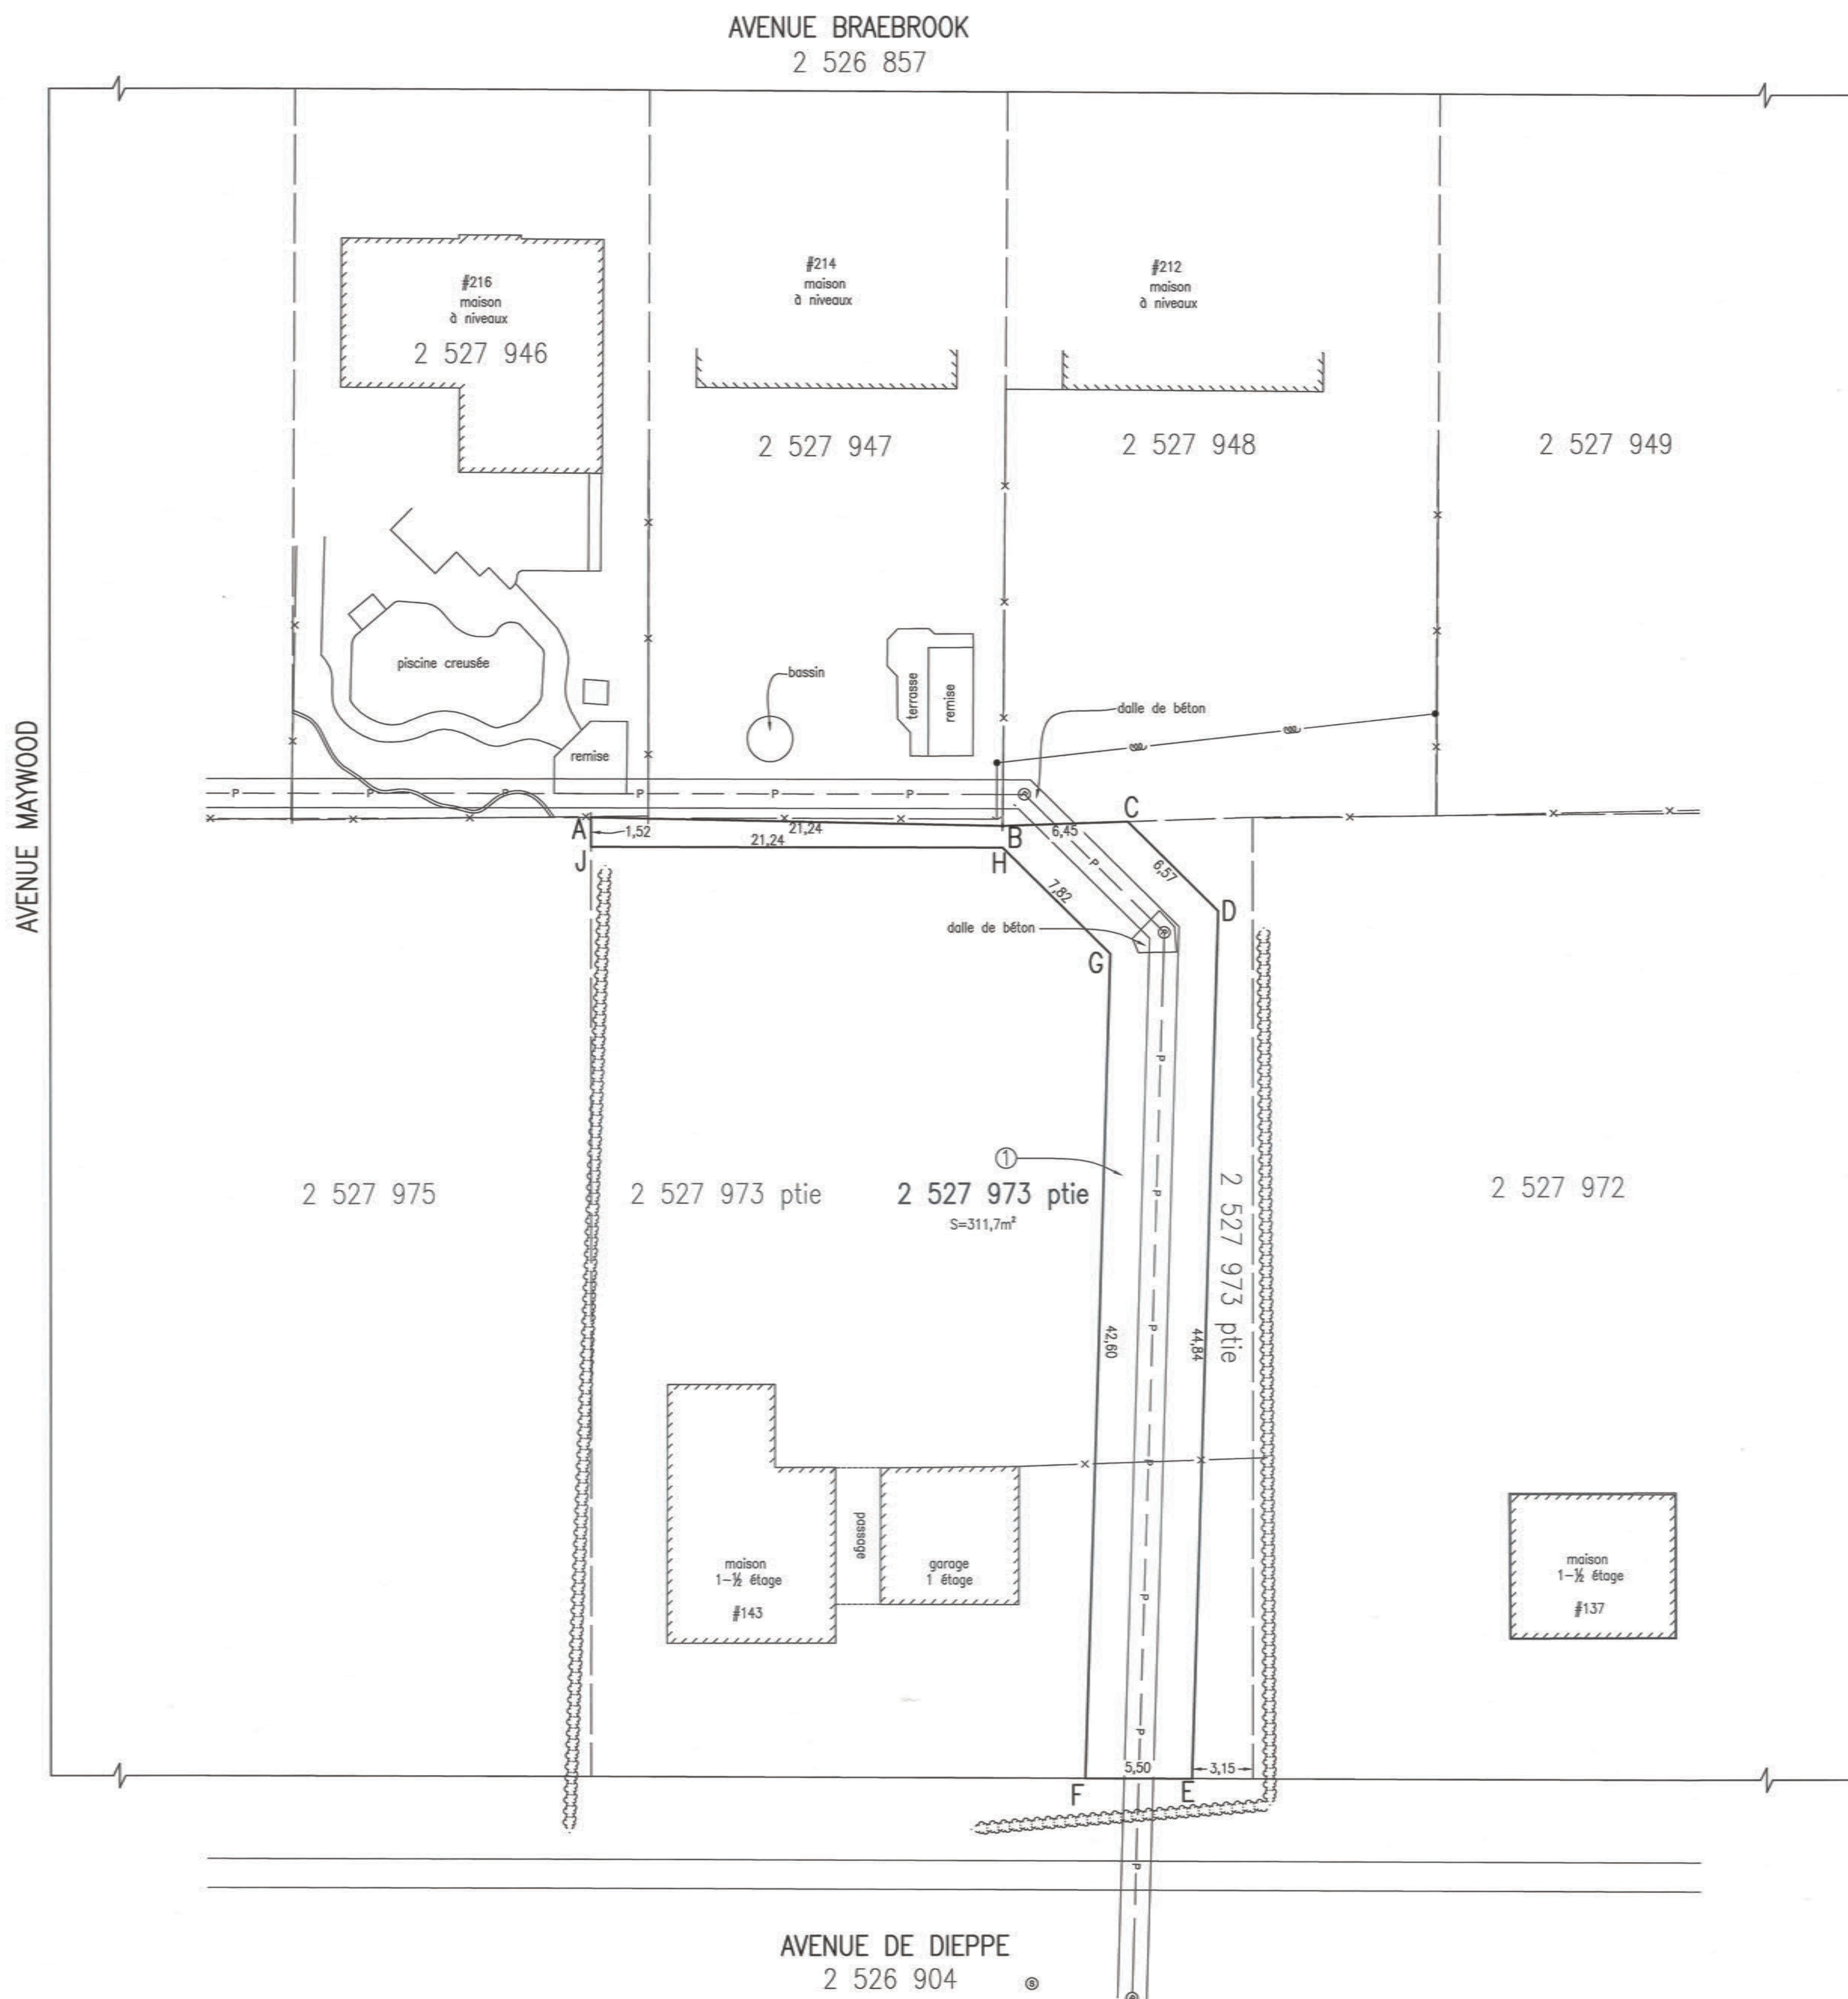 AVENUE BRAEBROOK
2 526 857
#216
maison
à niveaux
2 527 946
#214
maison
à niveaux
#212
maison
à niveaux
2 527 947
2 527 948
2 527 949
piscine creusée
bassin
terrasse
remise
dalle de béton
remise
AVENUE MAYWOOD
P
P
P
P
P
P
A
1,52
21,24
B
6,45
C
J
21,24
H
P
6,57
7,82
D
dalle de béton
G
P
P
1
2 527 975
2 527 973 ptie
2 527 973 ptie
S=311,7m²
2 527 973 ptie
2 527 972
42,60
P
44,84
P
P
passage
maison
1-½ étage
#143
garage
1 étage
maison
1-½ étage
#137
P
P
5,50
3,15
F
E
P
AVENUE DE DIEPPE
2 526 904
S